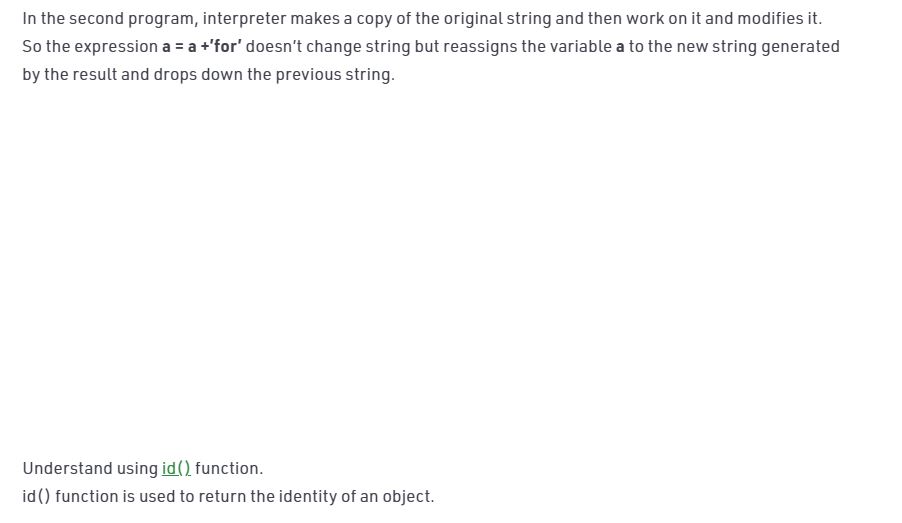 In the second program, interpreter makes a copy of the original string and then work on it and modifies it.
So the expression a = a +'for' doesn’t change string but reassigns the variable a to the new string generated
by the result and drops down the previous string.
Understand using id() function.
id() function is used to return the identity of an object.